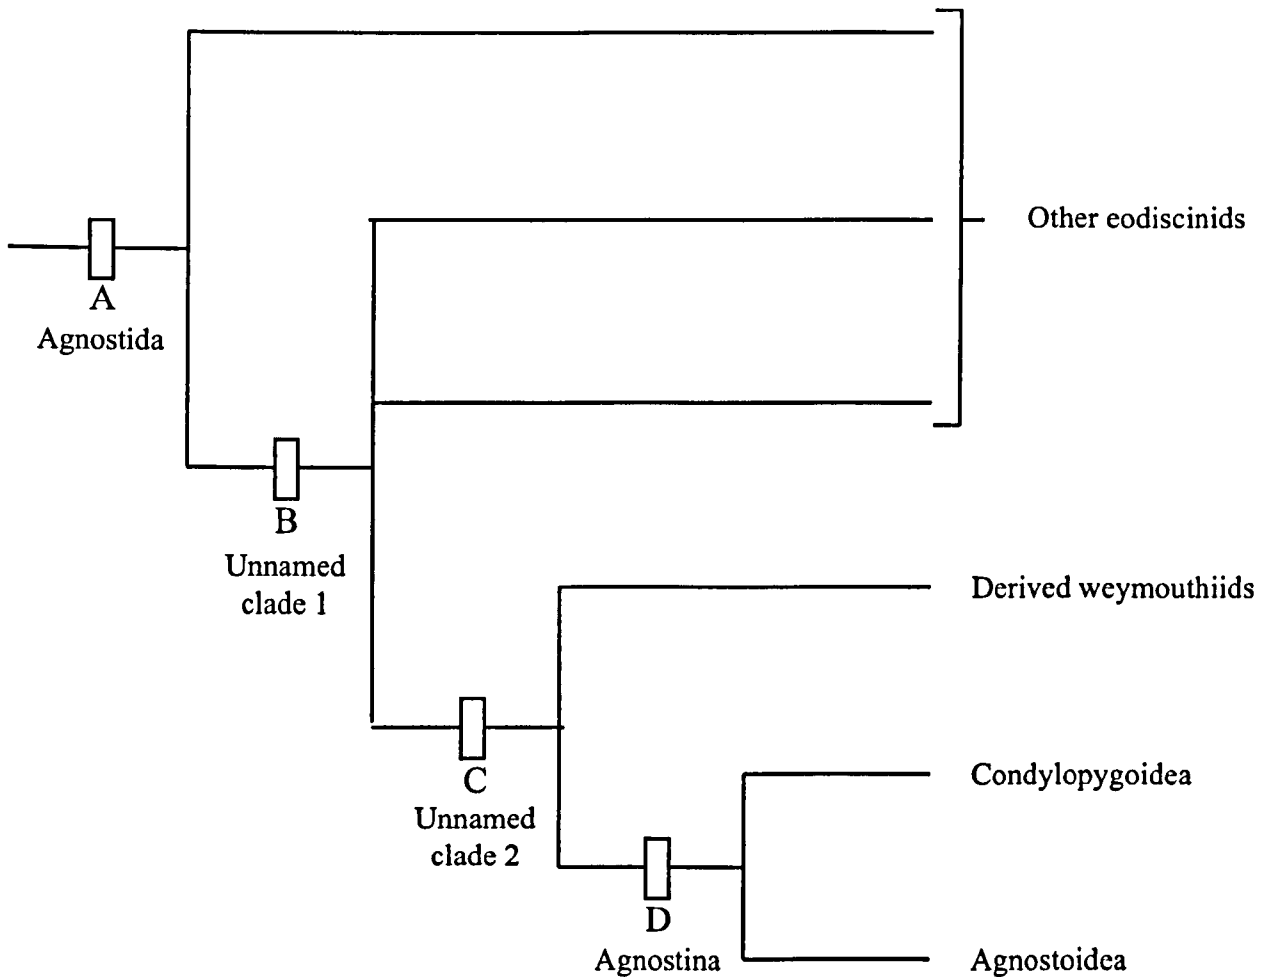 Other eodiscinids
A
Agnostida
B
Unnamed
clade 1
Derived weymouthiids
C
Unnamed
clade 2
Condylopygoidea
D
Agnostina
Agnostoidea